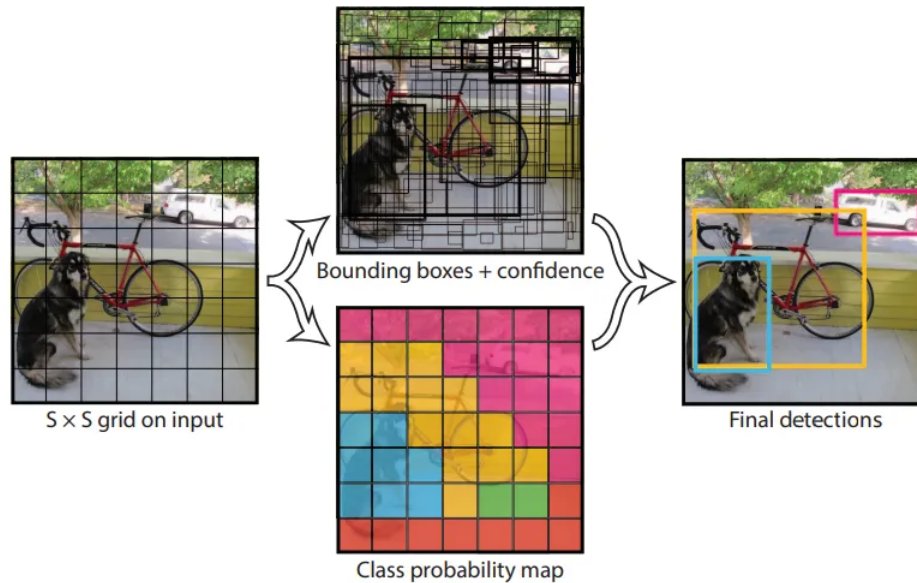 Bounding boxes + confidence
S × S grid on input
Final detections
Class probability map